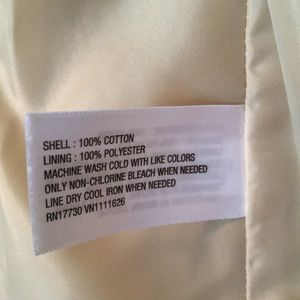 SHELL : 100% COTTON
LINING : 100% POLYESTER
MACHINE WASH COLD WITH LIKE COLORS
ONLY NON-CHLORINE BLEACH WHEN NEEDED
LINE DRY COOL IRON WHEN NEEDED
RN17730 VN1111626